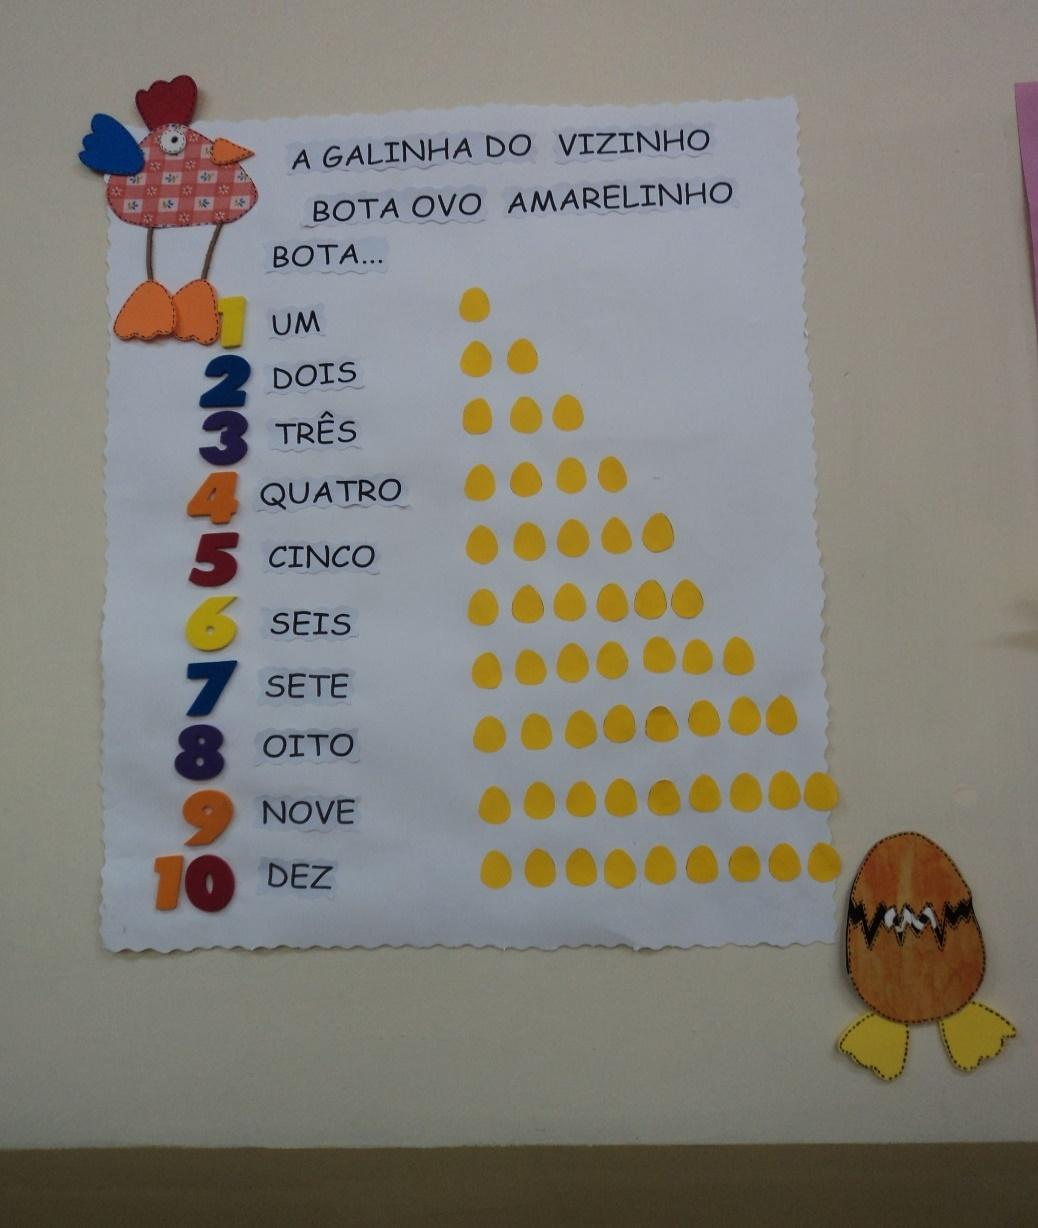 A GALINHA DO VIZINHO
BOTA OVO AMARELINHO
BOTA...
1 UM
2 DOIS
3 TRÊS
4 QUATRO
5 CINCO
6 SEIS
7 SETE
8 OITO
9 NOVE
10 DEZ